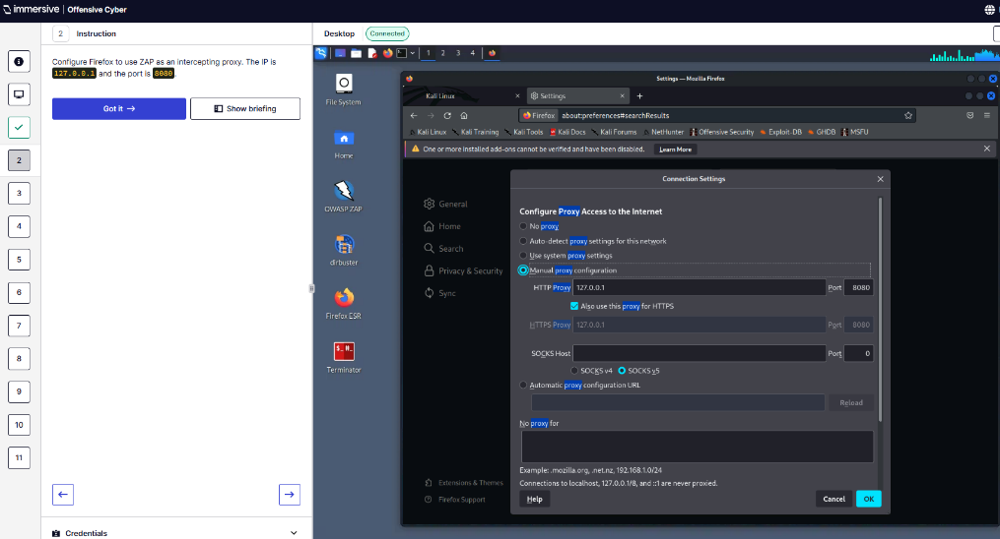 immersive | Offensive Cyber
2 Instruction
Configure Firefox to use ZAP as an intercepting proxy. The IP is
127.0.0.1 and the port is 8080.
Got it →
Show briefing
2
3
4
5
6
7
8
9
10
11
Credentials
Desktop Connected
1 2 3 4
File System
Home
OWASP ZAP
dirbuster
Firefox ESR
Terminator
Settings — Mozilla Firefox
Kali Linux × Settings × +
Firefox about:preferences#searchResults
Kali Linux Kali Training Kali Tools Kali Docs Kali Forums NetHunter Offensive Security Exploit-DB GHDB MSFU
One or more installed add-ons cannot be verified and have been disabled. Learn More
General
Home
Search
Privacy & Security
Sync
Extensions & Themes
Firefox Support
Connection Settings
Configure Proxy Access to the Internet
No proxy
Auto-detect proxy settings for this network
Use system proxy settings
Manual proxy configuration
HTTP Proxy 127.0.0.1 Port 8080
Also use this proxy for HTTPS
HTTPS Proxy 127.0.0.1 Port 8080
SOCKS Host Port 0
SOCKS v4 SOCKS v5
Automatic proxy configuration URL
Reload
No proxy for
Example: .mozilla.org, .net.nz, 192.168.1.0/24
Connections to localhost, 127.0.0.1/8, and ::1 are never proxied.
Help Cancel OK